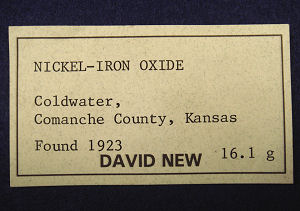 NICKEL-IRON OXIDE
Coldwater,
Comanche County, Kansas
Found 1923
DAVID NEW 16.1 g